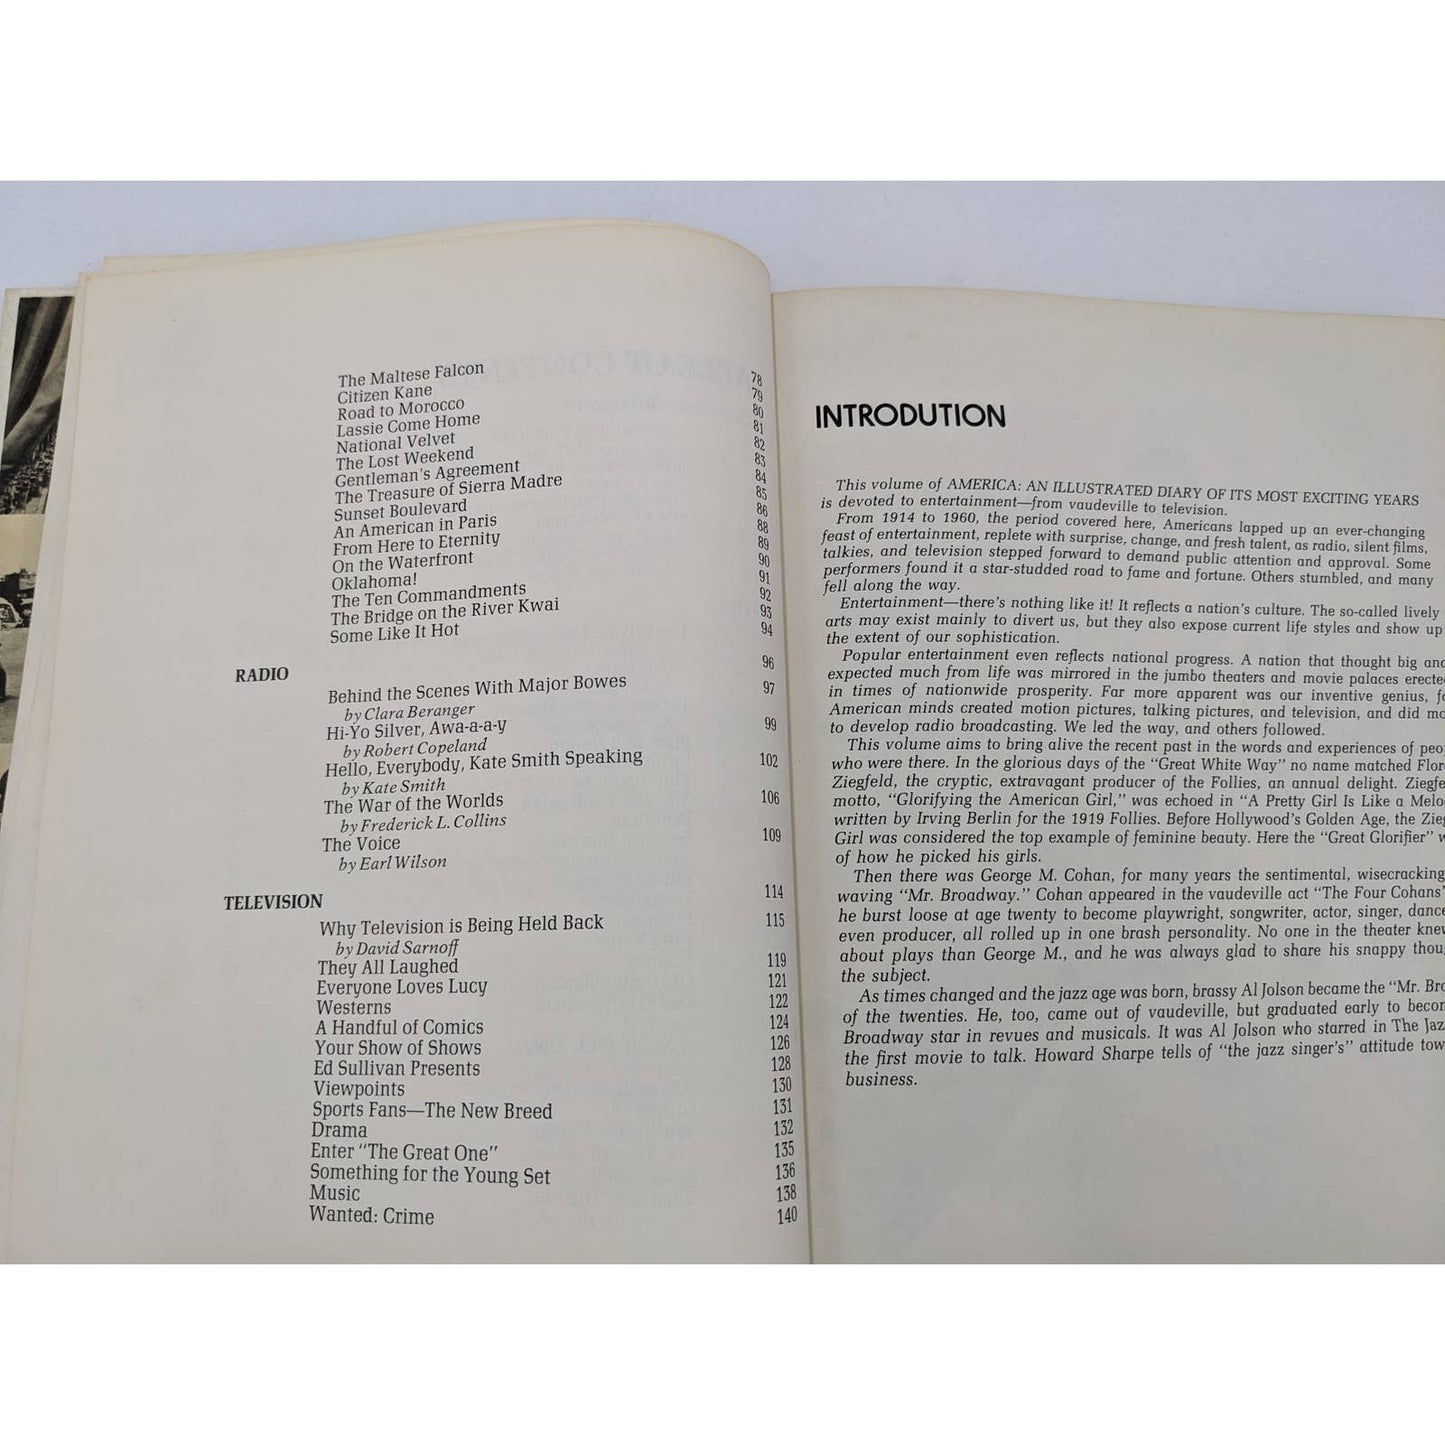 The Maltese Falcon 78
Citizen Kane 79
Road to Morocco 80
Lassie Come Home 81
National Velvet 82
The Lost Weekend 83
Gentleman's Agreement 84
The Treasure of Sierra Madre 85
Sunset Boulevard 86
An American in Paris 88
From Here to Eternity 89
On the Waterfront 90
Oklahoma! 91
The Ten Commandments 92
The Bridge on the River Kwai 93
Some Like It Hot 94
RADIO 96
Behind the Scenes With Major Bowes 97
by Clara Beranger
Hi-Yo Silver, Awa-a-a-y 99
by Robert Copeland
Hello, Everybody, Kate Smith Speaking 102
by Kate Smith
The War of the Worlds 106
by Frederick L. Collins
The Voice 109
by Earl Wilson
TELEVISION 114
Why Television is Being Held Back 115
by David Sarnoff
They All Laughed 119
Everyone Loves Lucy 121
Westerns 122
A Handful of Comics 124
Your Show of Shows 126
Ed Sullivan Presents 128
Viewpoints 130
Sports Fans—The New Breed 131
Drama 132
Enter "The Great One" 135
Something for the Young Set 136
Music 138
Wanted: Crime 140
INTRODUTION
This volume of AMERICA: AN ILLUSTRATED DIARY OF ITS MOST EXCITING YEARS
is devoted to entertainment—from vaudeville to television.
From 1914 to 1960, the period covered here, Americans lapped up an ever-changing
feast of entertainment, replete with surprise, change, and fresh talent, as radio, silent films,
talkies, and television stepped forward to demand public attention and approval. Some
performers found it a star-studded road to fame and fortune. Others stumbled, and many
fell along the way.
Entertainment—there's nothing like it! It reflects a nation's culture. The so-called lively
arts may exist mainly to divert us, but they also expose current life styles and show up
the extent of our sophistication.
Popular entertainment even reflects national progress. A nation that thought big and
expected much from life was mirrored in the jumbo theaters and movie palaces erected
in times of nationwide prosperity. Far more apparent was our inventive genius, fo
American minds created motion pictures, talking pictures, and television, and did mo
to develop radio broadcasting. We led the way, and others followed.
This volume aims to bring alive the recent past in the words and experiences of peop
who were there. In the glorious days of the "Great White Way" no name matched Flore
Ziegfeld, the cryptic, extravagant producer of the Follies, an annual delight. Ziegfe
motto, "Glorifying the American Girl," was echoed in "A Pretty Girl Is Like a Melo
written by Irving Berlin for the 1919 Follies. Before Hollywood's Golden Age, the Zieg
Girl was considered the top example of feminine beauty. Here the "Great Glorifier" w
of how he picked his girls.
Then there was George M. Cohan, for many years the sentimental, wisecracking
waving "Mr. Broadway." Cohan appeared in the vaudeville act "The Four Cohans"
he burst loose at age twenty to become playwright, songwriter, actor, singer, dance
even producer, all rolled up in one brash personality. No one in the theater knew
about plays than George M., and he was always glad to share his snappy thou
the subject.
As times changed and the jazz age was born, brassy Al Jolson became the "Mr. Bro
of the twenties. He, too, came out of vaudeville, but graduated early to becom
Broadway star in revues and musicals. It was Al Jolson who starred in The Jaz
the first movie to talk. Howard Sharpe tells of "the jazz singer's" attitude tow
business.